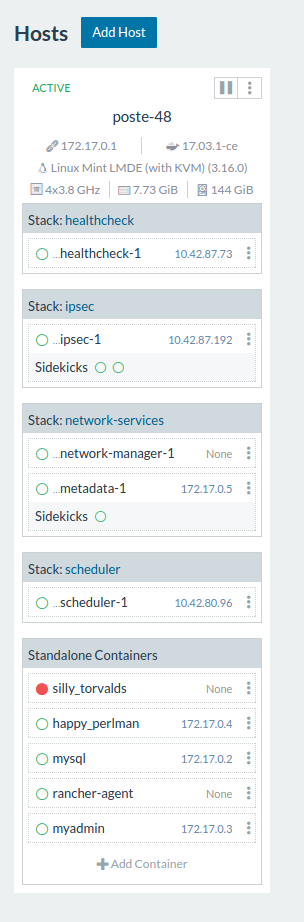 Hosts Add Host
ACTIVE
poste-48
172.17.0.1 17.03.1-ce
Linux Mint LMDE (with KVM) (3.16.0)
4x3.8 GHz 7.73 GiB 144 GiB
Stack: healthcheck
...healthcheck-1 10.42.87.73
Stack: ipsec
...ipsec-1 10.42.87.192
Sidekicks
Stack: network-services
...network-manager-1 None
...metadata-1 172.17.0.5
Sidekicks
Stack: scheduler
...scheduler-1 10.42.80.96
Standalone Containers
silly_torvalds None
happy_perlman 172.17.0.4
mysql 172.17.0.2
rancher-agent None
myadmin 172.17.0.3
Add Container